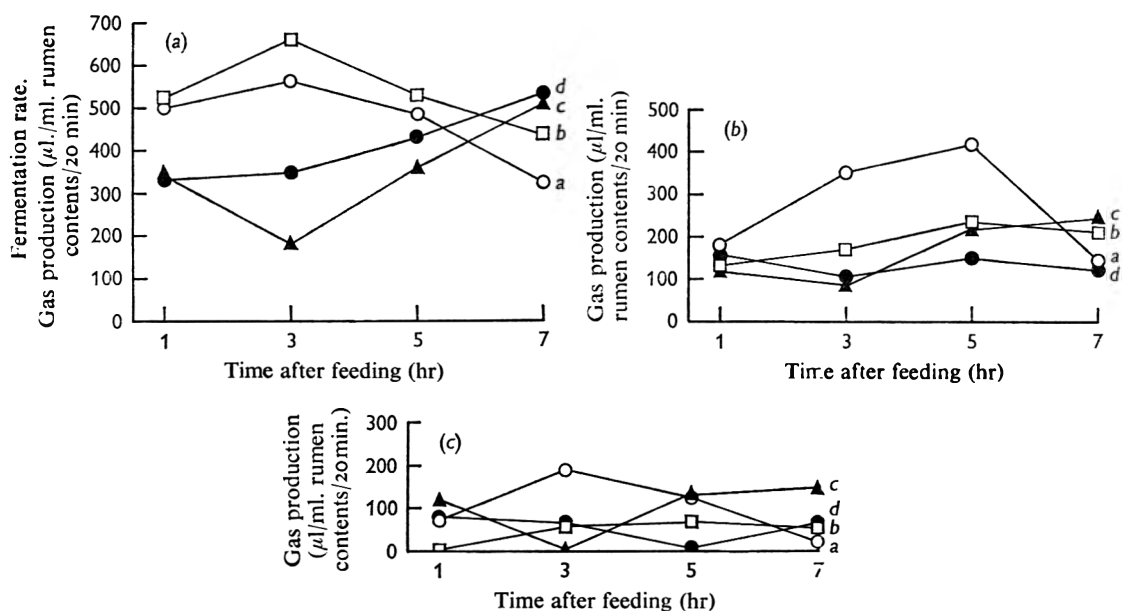 (a)
700
600
500
400
300
200
100
0
Fermentation rate.
Gas production (μl./ml. rumen
contents/20 min)
d
c
b
a
1 3 5 7
Time after feeding (hr)
(b)
500
400
300
200
100
0
Gas production (μl/ml.
rumen contents/20 min)
c
b
a
d
1 3 5 7
Time after feeding (hr)
(c)
300
200
100
0
Gas production
(μl/ml. rumen
contents/20min.)
c
d
b
a
1 3 5 7
Time after feeding (hr)